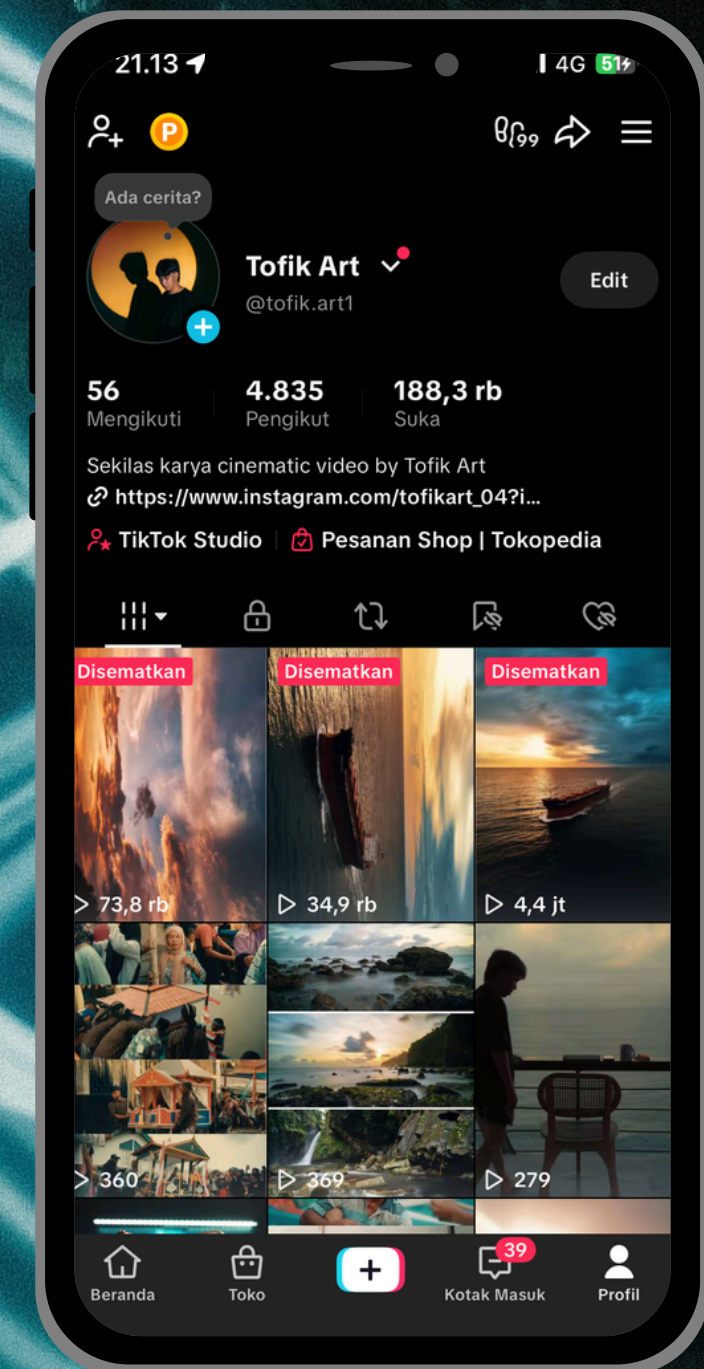 21.13
4G 51
P
99
Ada cerita?
Tofik Art
@tofik.art1
Edit
56 4.835 188,3 rb
Mengikuti Pengikut Suka
Sekilas karya cinematic video by Tofik Art
https://www.instagram.com/tofikart_04?i...
TikTok Studio | Pesanan Shop | Tokopedia
Disematkan Disematkan Disematkan
73,8 rb 34,9 rb 4,4 jt
360 369 279
39
Beranda Toko Kotak Masuk Profil